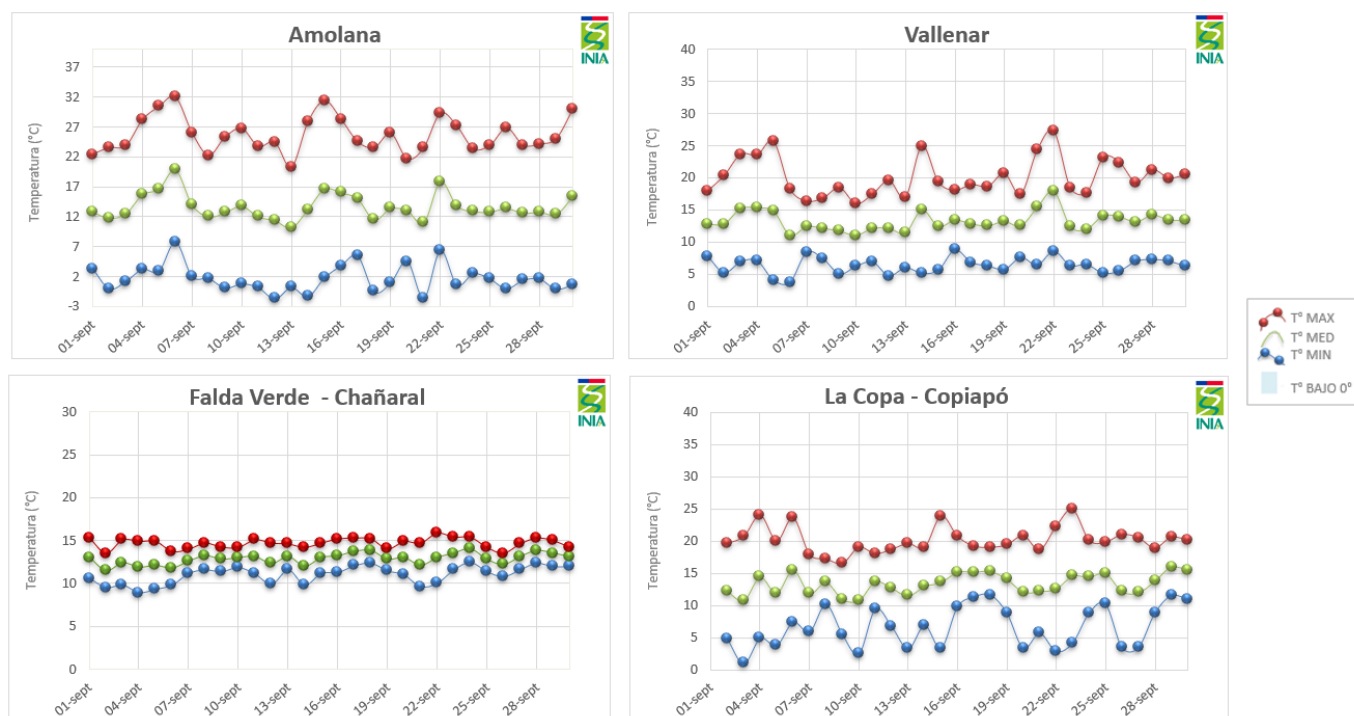 Amolana
INIA
Temperatura (°C)
37
32
27
22
17
12
7
2
-3
01-sept
04-sept
07-sept
10-sept
13-sept
16-sept
19-sept
22-sept
25-sept
28-sept
Vallenar
INIA
Temperatura (°C)
40
35
30
25
20
15
10
5
0
01-sept
04-sept
07-sept
10-sept
13-sept
16-sept
19-sept
22-sept
25-sept
28-sept
T° MAX
T° MED
T° MIN
T° BAJO 0°
Falda Verde - Chañaral
INIA
Temperatura (°C)
30
25
20
15
10
5
0
01-sept
04-sept
07-sept
10-sept
13-sept
16-sept
19-sept
22-sept
25-sept
28-sept
La Copa - Copiapó
INIA
Temperatura (°C)
40
35
30
25
20
15
10
5
0
01-sept
04-sept
07-sept
10-sept
13-sept
16-sept
19-sept
22-sept
25-sept
28-sept